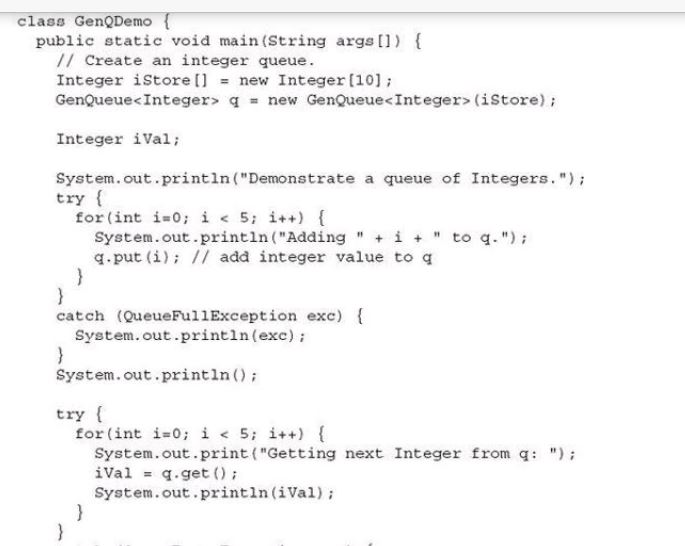 class GenQDemo {
  public static void main(String args[]) {
    // Create an integer queue.
    Integer iStore[] = new Integer[10];
    GenQueue<Integer> q = new GenQueue<Integer>(iStore);

    Integer iVal;

    System.out.println("Demonstrate a queue of Integers.");
    try {
      for(int i=0; i < 5; i++) {
        System.out.println("Adding " + i + " to q.");
        q.put(i); // add integer value to q
      }
    }
    catch (QueueFullException exc) {
      System.out.println(exc);
    }
    System.out.println();

    try {
      for(int i=0; i < 5; i++) {
        System.out.print("Getting next Integer from q: ");
        iVal = q.get();
        System.out.println(iVal);
      }
    }